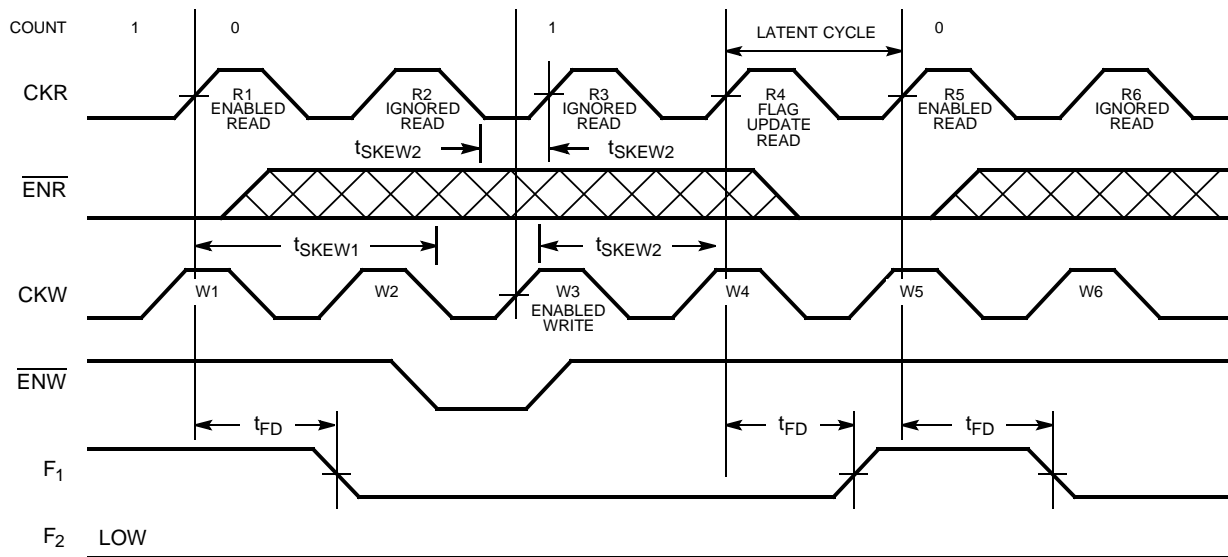 COUNT 1 0 1 LATENT CYCLE 0
CKR R1 ENABLED READ R2 IGNORED READ R3 IGNORED READ R4 FLAG UPDATE READ R5 ENABLED READ R6 IGNORED READ
tSKEW2 tSKEW2
ENR
tSKEW1 tSKEW2
CKW W1 W2 W3 ENABLED WRITE W4 W5 W6
ENW
tFD tFD tFD
F1
F2 LOW